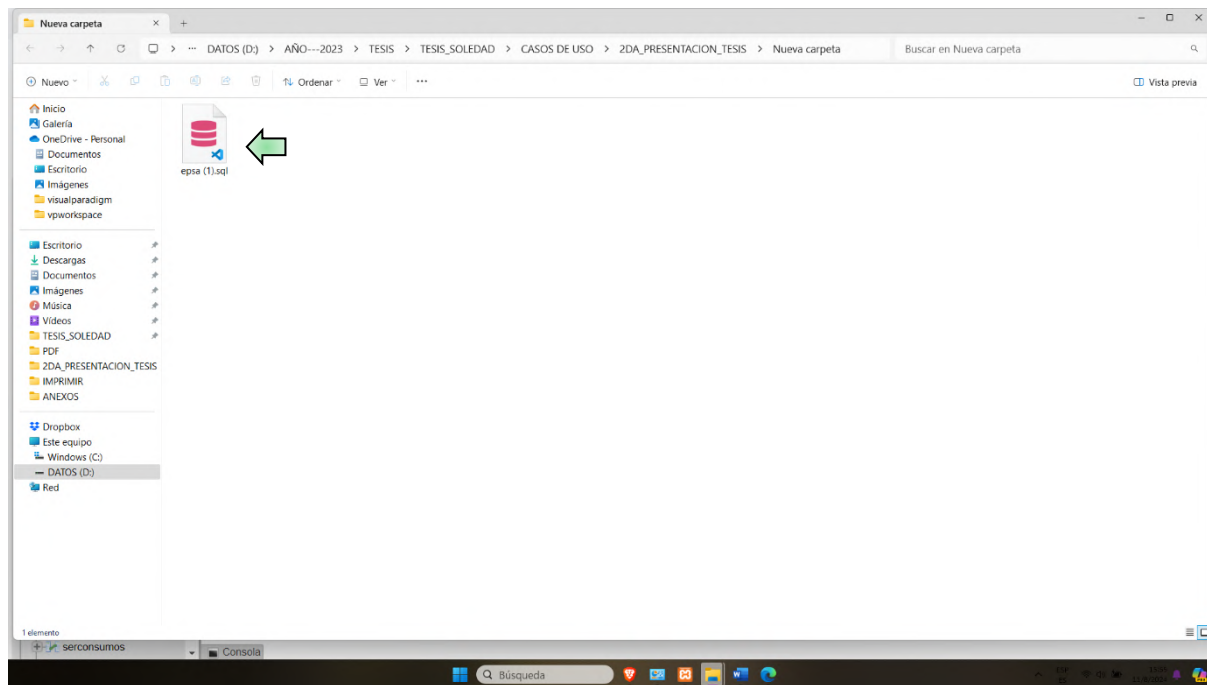 Nueva carpeta
DATOS (D:) > AÑO---2023 > TESIS > TESIS_SOLEDAD > CASOS DE USO > 2DA_PRESENTACION_TESIS > Nueva carpeta
Buscar en Nueva carpeta
Nuevo
Ordenar
Ver
Vista previa
Inicio
Galería
OneDrive - Personal
Documentos
Escritorio
Imágenes
visualparadigm
vpworkspace
Escritorio
Descargas
Documentos
Imágenes
Música
Vídeos
TESIS_SOLEDAD
PDF
2DA_PRESENTACION_TESIS
IMPRIMIR
ANEXOS
Dropbox
Este equipo
Windows (C:)
DATOS (D:)
Red
epsa (1).sql
1 elemento
serconsumos
Consola
Búsqueda